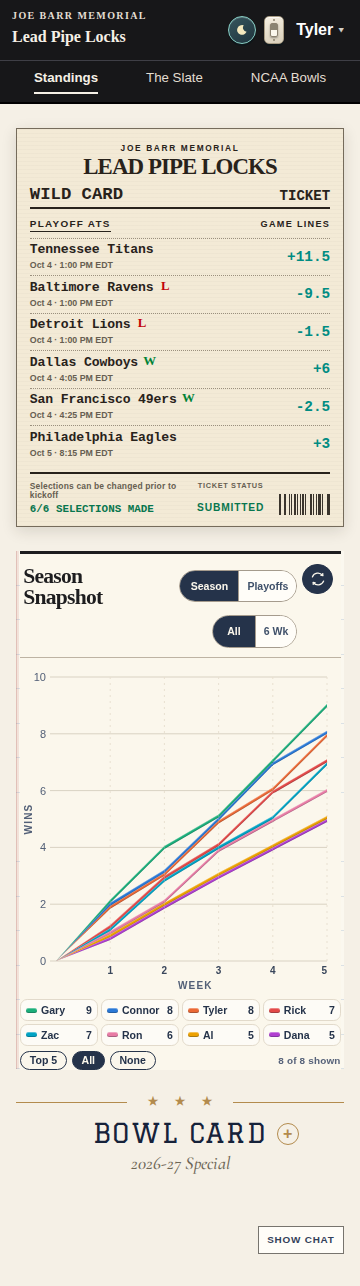 JOE BARR MEMORIAL
Lead Pipe Locks
Tyler ▾
Standings The Slate NCAA Bowls
JOE BARR MEMORIAL
LEAD PIPE LOCKS
WILD CARD TICKET
PLAYOFF ATS GAME LINES
Tennessee Titans
Oct 4 · 1:00 PM EDT
+11.5
Baltimore Ravens L
Oct 4 · 1:00 PM EDT
-9.5
Detroit Lions L
Oct 4 · 1:00 PM EDT
-1.5
Dallas Cowboys W
Oct 4 · 4:05 PM EDT
+6
San Francisco 49ers W
Oct 4 · 4:25 PM EDT
-2.5
Philadelphia Eagles
Oct 5 · 8:15 PM EDT
+3
Selections can be changed prior to
kickoff
6/6 SELECTIONS MADE
TICKET STATUS
SUBMITTED
Season
Snapshot
Season Playoffs
All 6 Wk
10
8
6
4
2
0
WINS
1 2 3 4 5
WEEK
Gary 9 Connor 8 Tyler 8 Rick 7
Zac 7 Ron 6 Al 5 Dana 5
Top 5 All None 8 of 8 shown
★ ★ ★
BOWL CARD +
2026-27 Special
SHOW CHAT